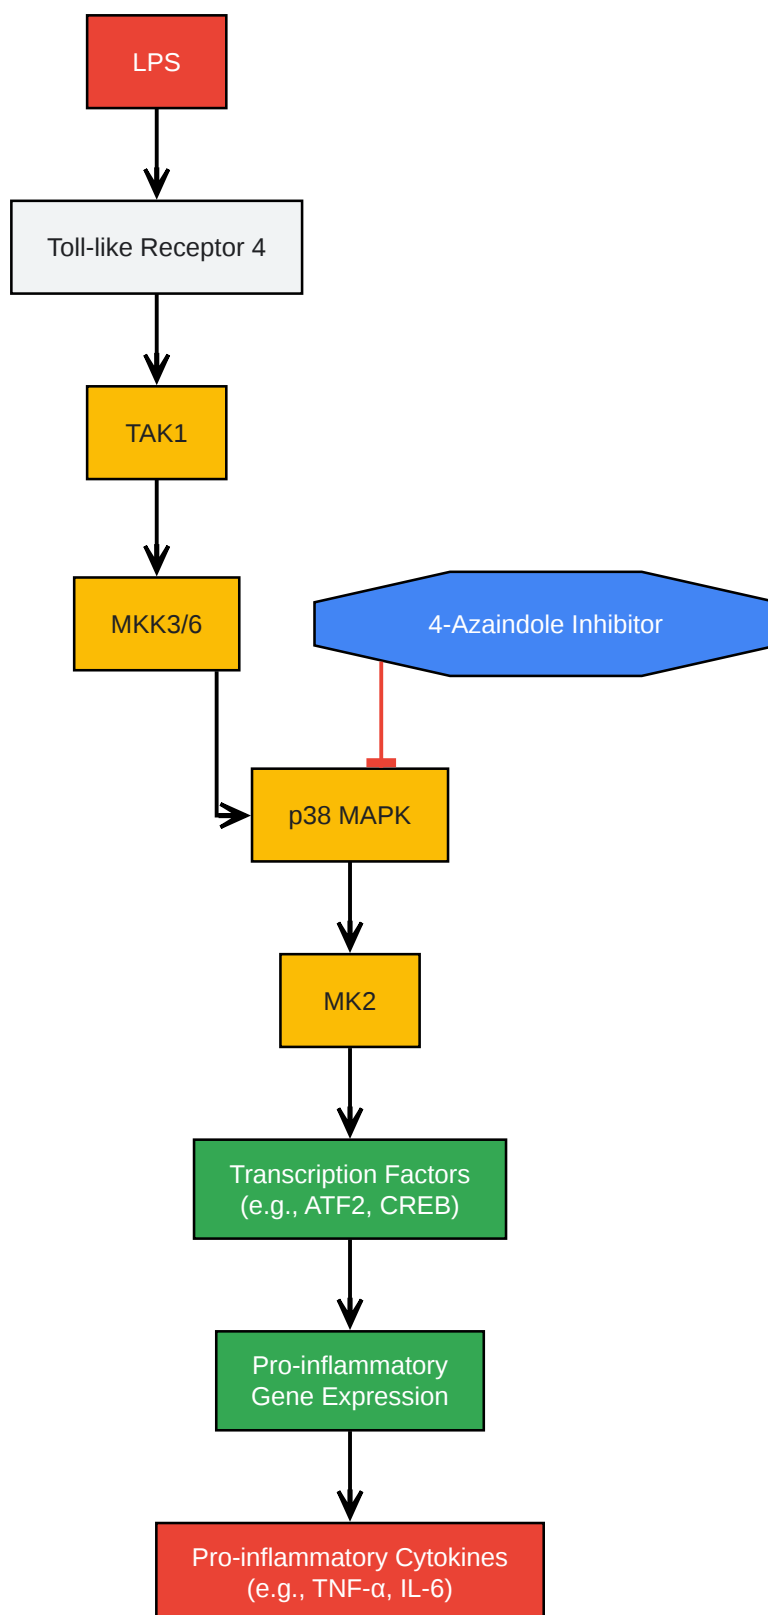 LPS
Toll-like Receptor 4
TAK1
MKK3/6
4-Azaindole Inhibitor
p38 MAPK
MK2
Transcription Factors
(e.g., ATF2, CREB)
Pro-inflammatory
Gene Expression
Pro-inflammatory Cytokines
(e.g., TNF-α, IL-6)